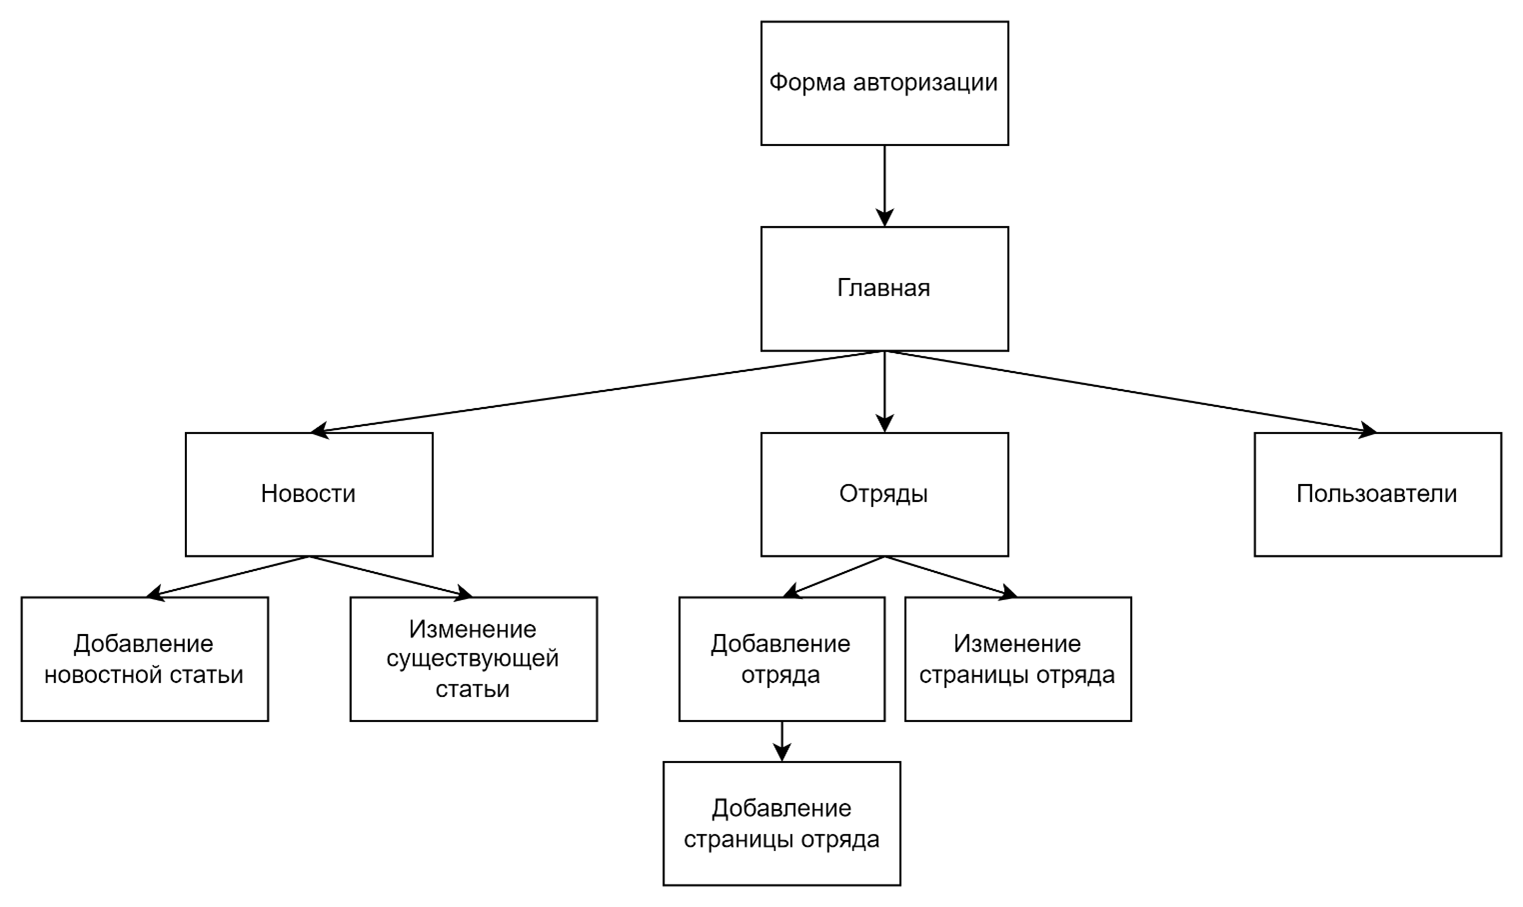 Форма авторизации
Главная
Новости
Отряды
Пользоавтели
Добавление
новостной статьи
Изменение
существующей
статьи
Добавление
отряда
Изменение
страницы отряда
Добавление
страницы отряда